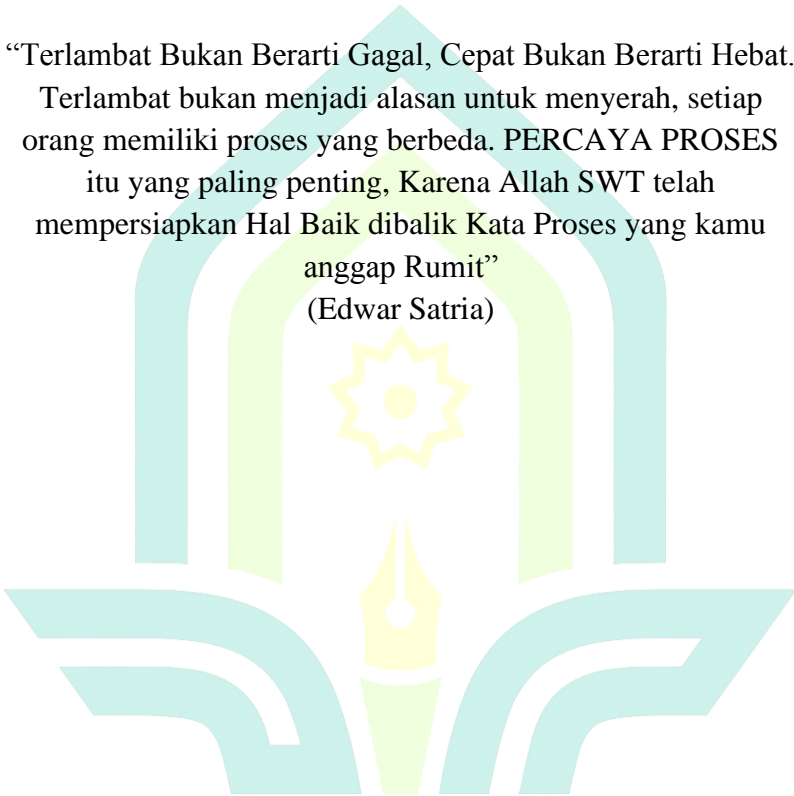 “Terlambat Bukan Berarti Gagal, Cepat Bukan Berarti Hebat.
Terlambat bukan menjadi alasan untuk menyerah, setiap
orang memiliki proses yang berbeda. PERCAYA PROSES
itu yang paling penting, Karena Allah SWT telah
mempersiapkan Hal Baik dibalik Kata Proses yang kamu
anggap Rumit”
(Edwar Satria)